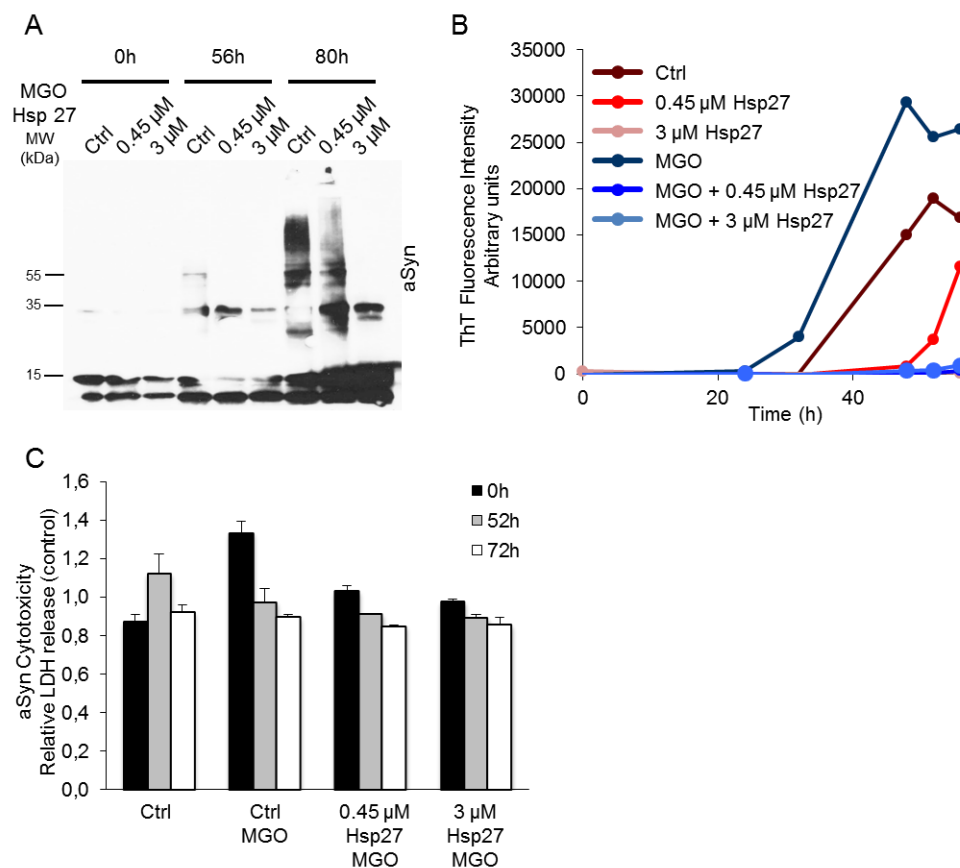 A
0h 56h 80h
MGO
Hsp 27
MW
(kDa)
Ctrl 0.45 µM 3 µM Ctrl 0.45 µM 3 µM Ctrl 0.45 µM 3 µM
55
35
15
aSyn
B
ThT Fluorescence Intensity
Arbitrary units
35000
30000
25000
20000
15000
10000
5000
0
0 20 40
Time (h)
Ctrl
0.45 µM Hsp27
3 µM Hsp27
MGO
MGO + 0.45 µM Hsp27
MGO + 3 µM Hsp27
C
aSyn Cytotoxicity
Relative LDH release (control)
1,6
1,4
1,2
1,0
0,8
0,6
0,4
0,2
0,0
0h
52h
72h
Ctrl
Ctrl
MGO
0.45 µM
Hsp27
MGO
3 µM
Hsp27
MGO